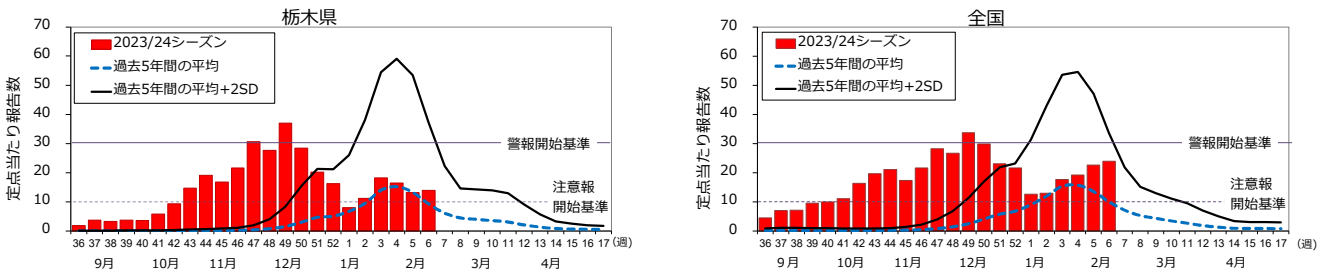 栃木県
70
60
50
40
30
20
10
0
定点当たり報告数
2023/24シーズン
過去5年間の平均
過去5年間の平均+2SD
警報開始基準
注意報
開始基準
36 37 38 39 40 41 42 43 44 45 46 47 48 49 50 51 52 1 2 3 4 5 6 7 8 9 10 11 12 13 14 15 16 17 (週)
9月 10月 11月 12月 1月 2月 3月 4月
全国
70
60
50
40
30
20
10
0
定点当たり報告数
2023/24シーズン
過去5年間の平均
過去5年間の平均+2SD
警報開始基準
注意報
開始基準
36 37 38 39 40 41 42 43 44 45 46 47 48 49 50 51 52 1 2 3 4 5 6 7 8 9 10 11 12 13 14 15 16 17 (週)
9月 10月 11月 12月 1月 2月 3月 4月